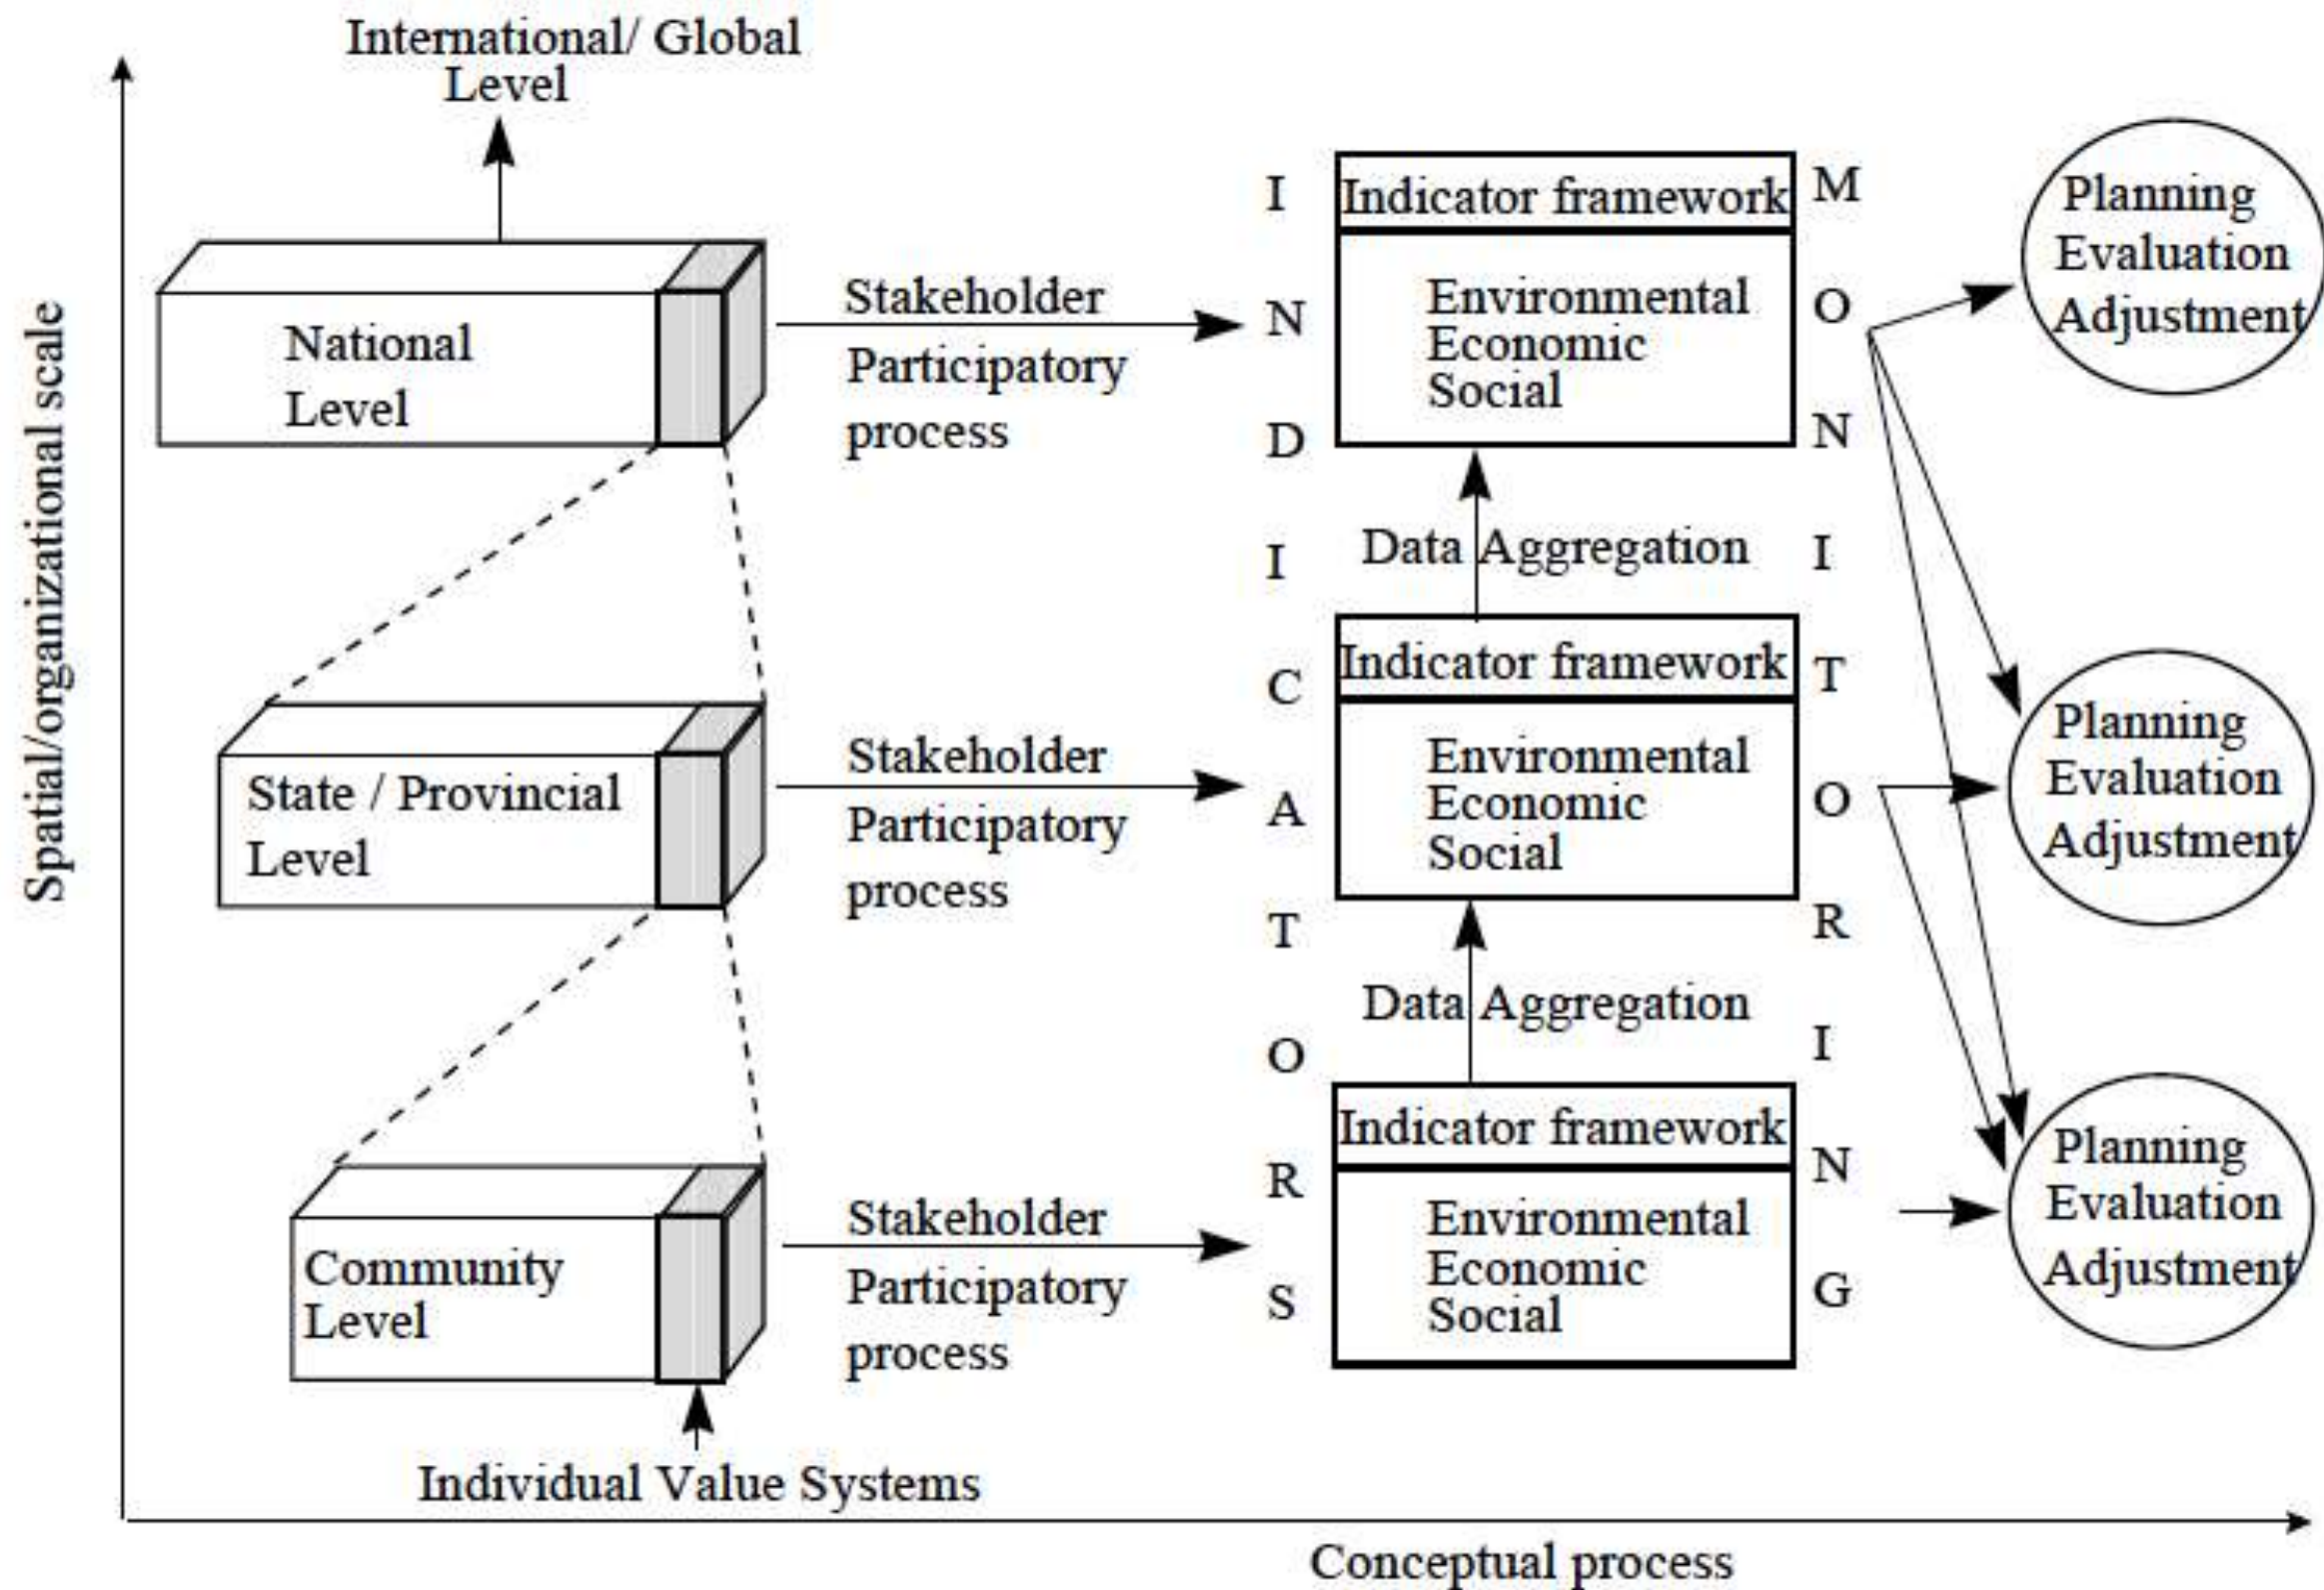 International/ Global
Level
Spatial/organizational scale
National
Level
Stakeholder
Participatory
process
INDICATORS
Indicator framework
Environmental
Economic
Social
MONITORING
Planning
Evaluation
Adjustment
Data Aggregation
State / Provincial
Level
Stakeholder
Participatory
process
Indicator framework
Environmental
Economic
Social
Planning
Evaluation
Adjustment
Data Aggregation
Community
Level
Stakeholder
Participatory
process
Indicator framework
Environmental
Economic
Social
Planning
Evaluation
Adjustment
Individual Value Systems
Conceptual process